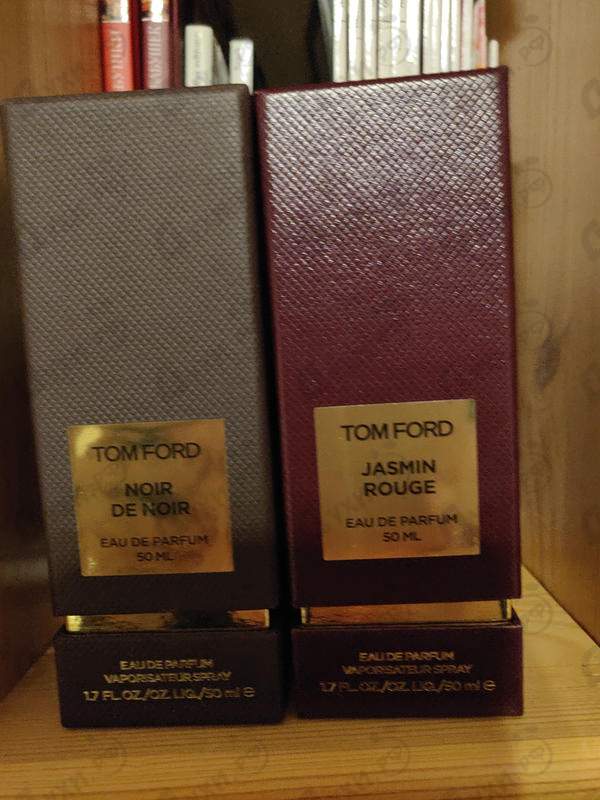 TOM FORD
NOIR
DE NOIR
EAU DE PARFUM
50 ML
EAU DE PARFUM
VAPORISATEUR SPRAY
1.7 FL.OZ./OZ. LIQ./50 ml e
TOM FORD
JASMIN
ROUGE
EAU DE PARFUM
50 ML
EAU DE PARFUM
VAPORISATEUR SPRAY
1.7 FL.OZ./OZ. LIQ./50 ml e